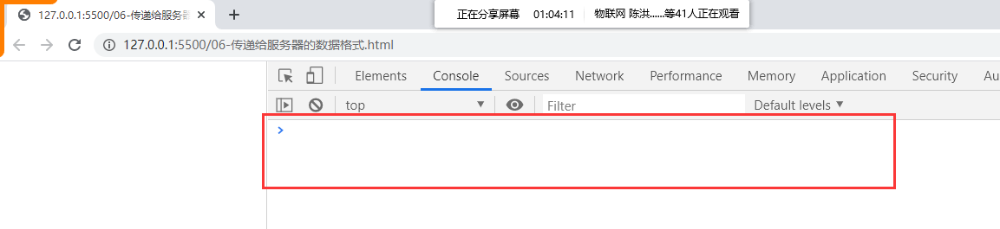 127.0.0.1:5500/06-传递给服务器
正在分享屏幕 01:04:11 物联网 陈洪......等41人正在观看
127.0.0.1:5500/06-传递给服务器的数据格式.html
Elements Console Sources Network Performance Memory Application Security Au
top Filter Default levels